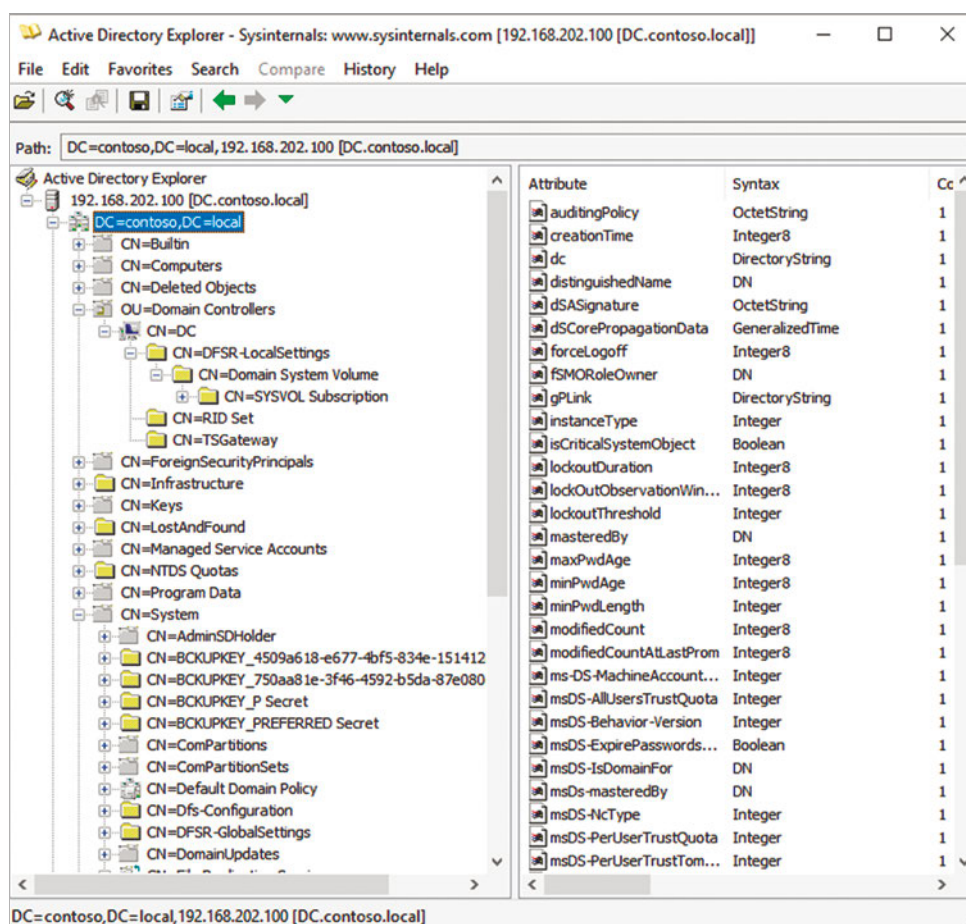 Active Directory Explorer - Sysinternals: www.sysinternals.com [192.168.202.100 [DC.contoso.local]]
File Edit Favorites Search Compare History Help
Path: DC=contoso,DC=local,192.168.202.100 [DC.contoso.local]
Active Directory Explorer
192.168.202.100 [DC.contoso.local]
DC=contoso,DC=local
CN=Builtin
CN=Computers
CN=Deleted Objects
OU=Domain Controllers
CN=DC
CN=DFSR-LocalSettings
CN=Domain System Volume
CN=SYSVOL Subscription
CN=RID Set
CN=TSGateway
CN=ForeignSecurityPrincipals
CN=Infrastructure
CN=Keys
CN=LostAndFound
CN=Managed Service Accounts
CN=NTDS Quotas
CN=Program Data
CN=System
CN=AdminSDHolder
CN=BCKUPKEY_4509a618-e677-4bf5-834e-151412
CN=BCKUPKEY_750aa81e-3f46-4592-b5da-87e080
CN=BCKUPKEY_P Secret
CN=BCKUPKEY_PREFERRED Secret
CN=ComPartitions
CN=ComPartitionSets
CN=Default Domain Policy
CN=Dfs-Configuration
CN=DFSR-GlobalSettings
CN=DomainUpdates
Attribute Syntax Co
auditingPolicy OctetString 1
creationTime Integer8 1
dc DirectoryString 1
distinguishedName DN 1
dSASignature OctetString 1
dSCorePropagationData GeneralizedTime 1
forceLogoff Integer8 1
fSMORoleOwner DN 1
gPLink DirectoryString 1
instanceType Integer 1
isCriticalSystemObject Boolean 1
lockoutDuration Integer8 1
lockOutObservationWin... Integer8 1
lockoutThreshold Integer 1
masteredBy DN 1
maxPwdAge Integer8 1
minPwdAge Integer8 1
minPwdLength Integer 1
modifiedCount Integer8 1
modifiedCountAtLastProm Integer8 1
ms-DS-MachineAccount... Integer 1
msDS-AllUsersTrustQuota Integer 1
msDS-Behavior-Version Integer 1
msDS-ExpirePasswords... Boolean 1
msDS-IsDomainFor DN 1
msDs-masteredBy DN 1
msDS-NcType Integer 1
msDS-PerUserTrustQuota Integer 1
msDS-PerUserTrustTom... Integer 1
DC=contoso,DC=local,192.168.202.100 [DC.contoso.local]